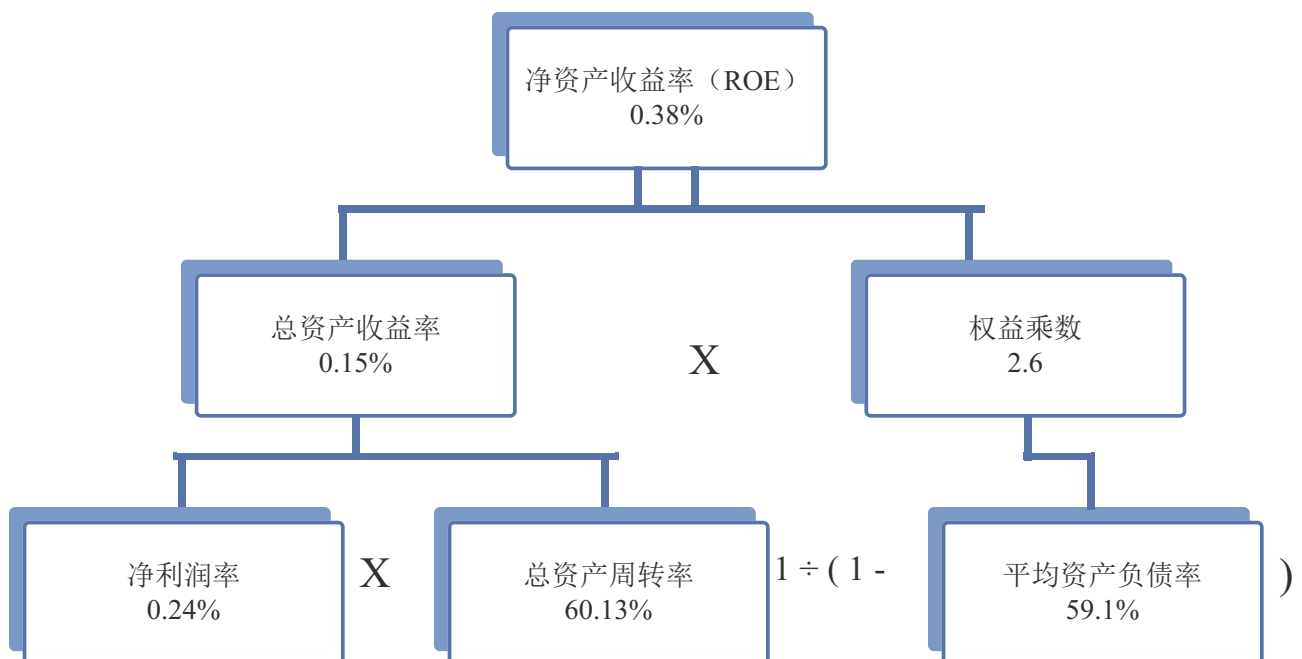 净资产收益率（ROE）
0.38%
总资产收益率
0.15%
X
权益乘数
2.6
净利润率
0.24%
X
总资产周转率
60.13%
1 ÷ ( 1 -
平均资产负债率
59.1%
)